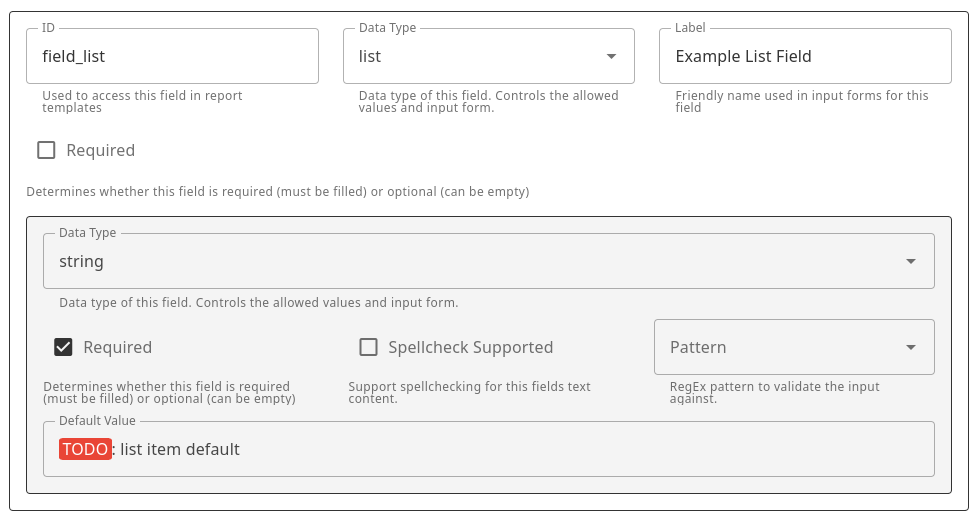 ID
field_list
Used to access this field in report
templates
Data Type
list
Data type of this field. Controls the allowed
values and input form.
Label
Example List Field
Friendly name used in input forms for this
field
Required
Determines whether this field is required (must be filled) or optional (can be empty)
Data Type
string
Data type of this field. Controls the allowed values and input form.
Required
Determines whether this field is required
(must be filled) or optional (can be empty)
Spellcheck Supported
Support spellchecking for this fields text
content.
Pattern
RegEx pattern to validate the input
against.
Default Value
TODO: list item default